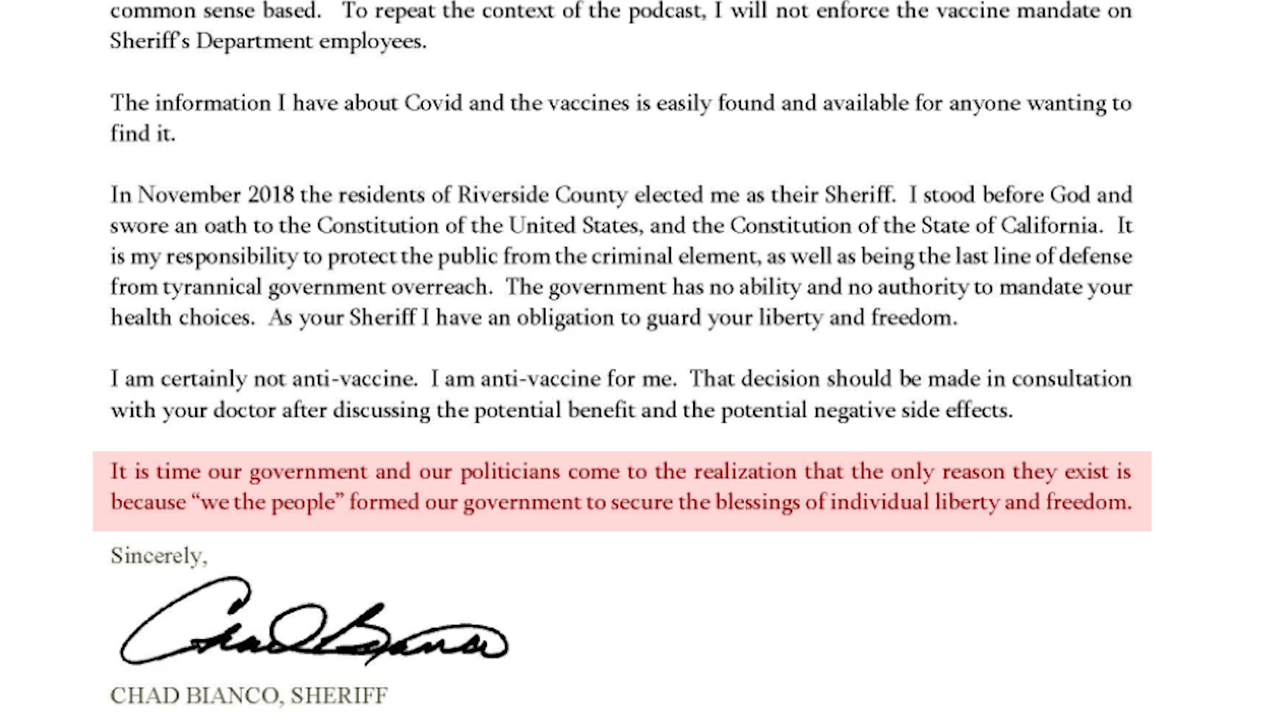 common sense based. To repeat the context of the podcast, I will not enforce the vaccine mandate on
Sheriff's Department employees.
The information I have about Covid and the vaccines is easily found and available for anyone wanting to
find it.
In November 2018 the residents of Riverside County elected me as their Sheriff. I stood before God and
swore an oath to the Constitution of the United States, and the Constitution of the State of California. It
is my responsibility to protect the public from the criminal element, as well as being the last line of defense
from tyrannical government overreach. The government has no ability and no authority to mandate your
health choices. As your Sheriff I have an obligation to guard your liberty and freedom.
I am certainly not anti-vaccine. I am anti-vaccine for me. That decision should be made in consultation
with your doctor after discussing the potential benefit and the potential negative side effects.
It is time our government and our politicians come to the realization that the only reason they exist is
because “we the people” formed our government to secure the blessings of individual liberty and freedom.
Sincerely,
Chad Bianco
CHAD BIANCO, SHERIFF